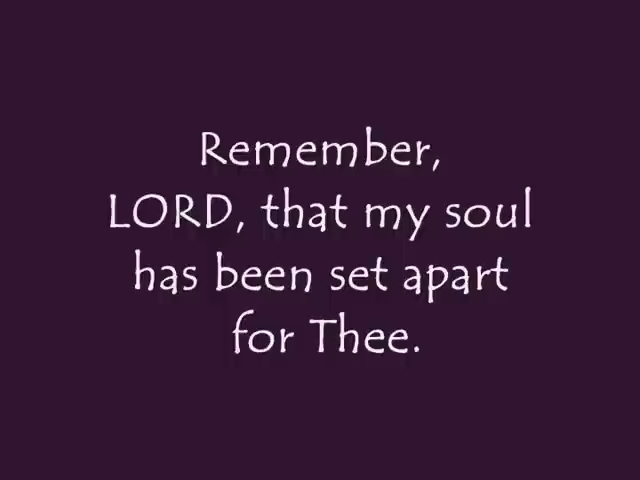 Remember,
LORD, that my soul
has been set apart
for Thee.